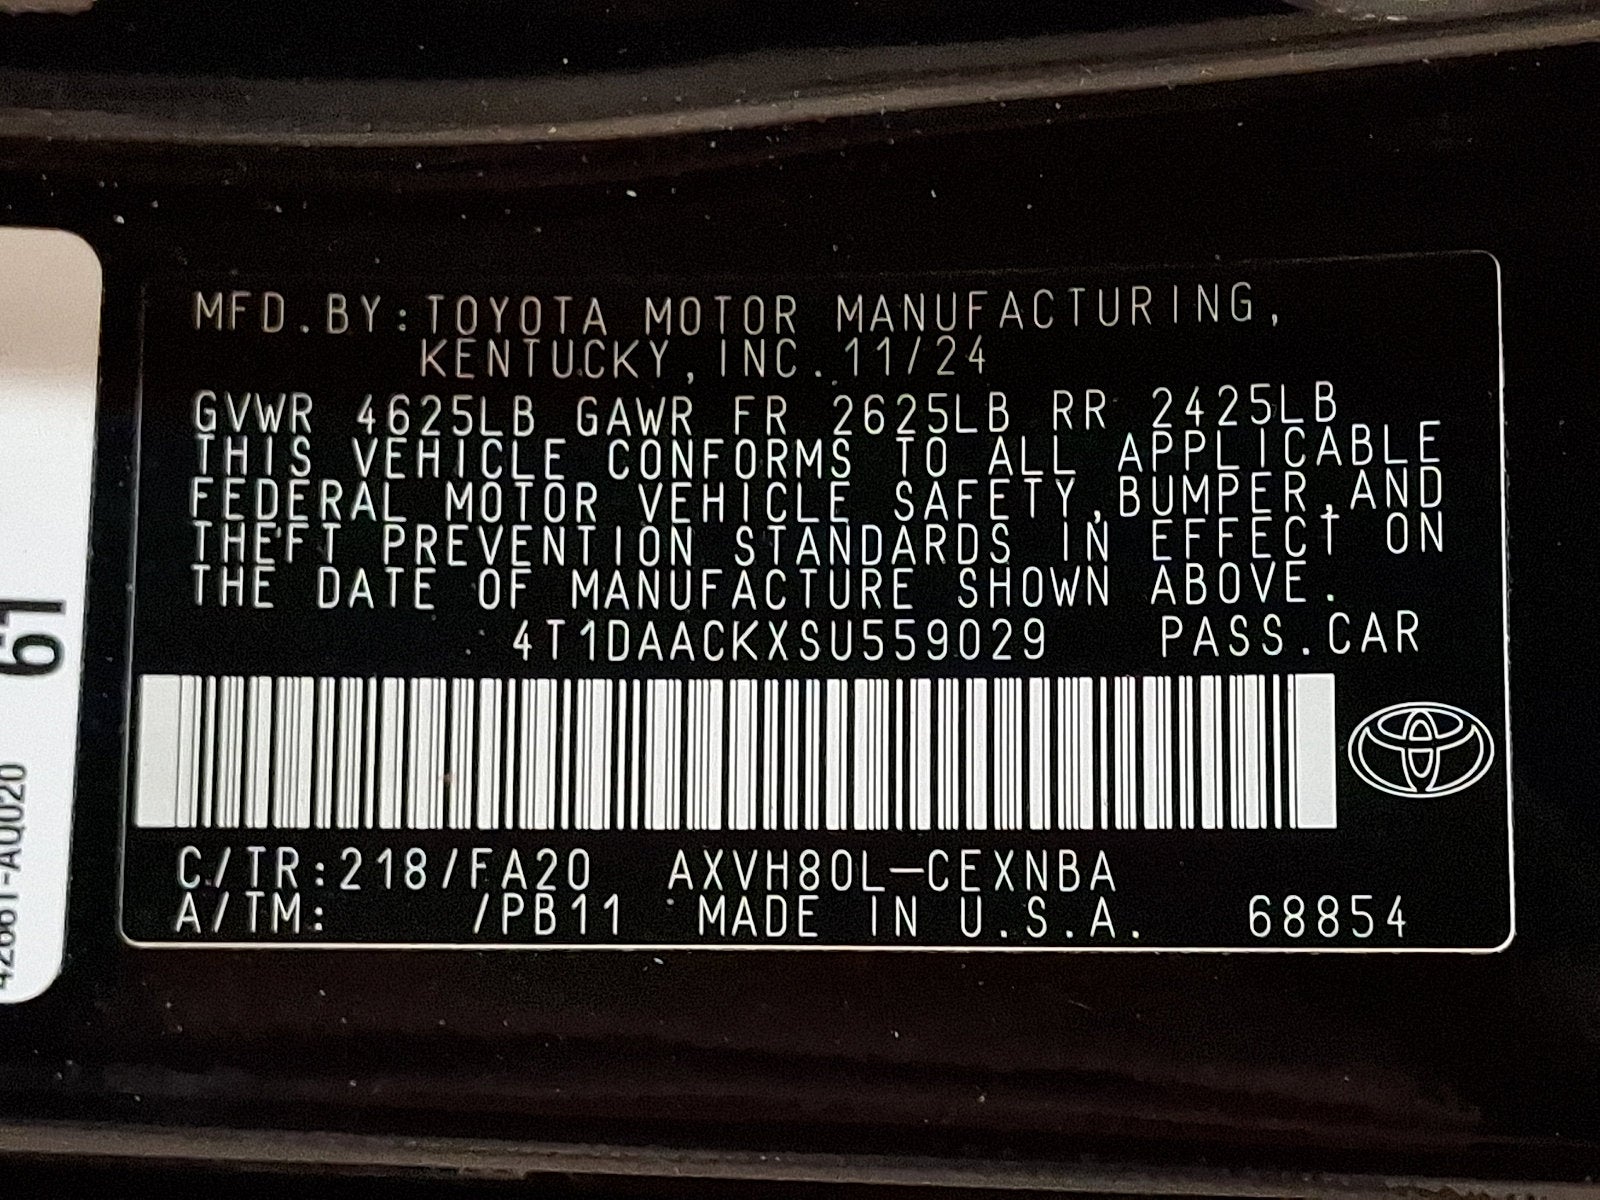 MFD.BY:TOYOTA MOTOR MANUFACTURING,
KENTUCKY,INC.11/24
GVWR 4625LB GAWR FR 2625LB RR 2425LB
THIS VEHICLE CONFORMS TO ALL APPLICABLE
FEDERAL MOTOR VEHICLE SAFETY,BUMPER,AND
THEFT PREVENTION STANDARDS IN EFFECT ON
THE DATE OF MANUFACTURE SHOWN ABOVE.
4T1DAACKXSU559029 PASS.CAR
C/TR:218/FA20 AXVH80L-CEXNBA
A/TM: /PB11 MADE IN U.S.A. 68854
61